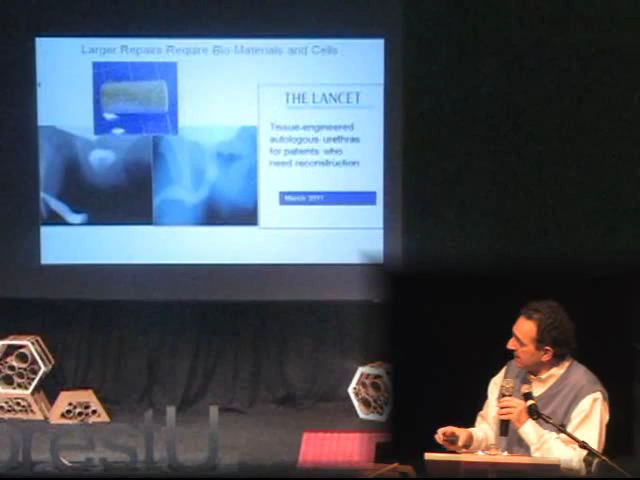 Larger Repairs Require Bio-Materials and Cells
THE LANCET
Tissue-engineered
autologous urethras
for patients who
need reconstruction
March 2011
orestU